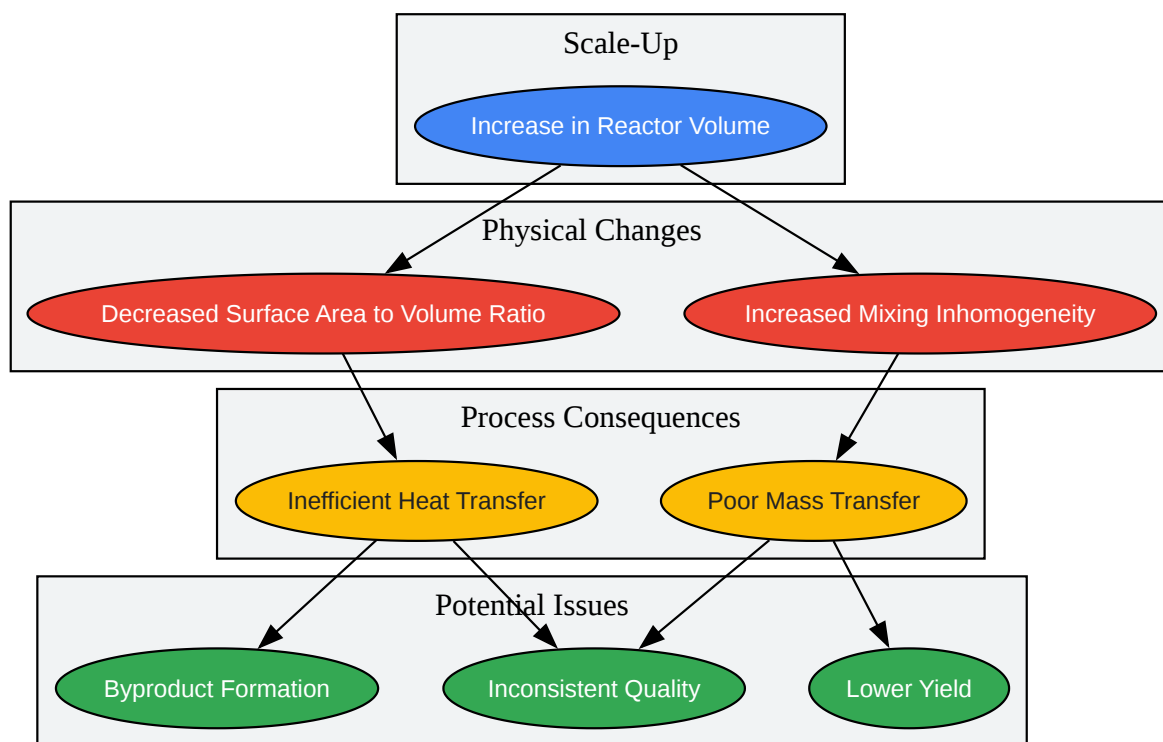 Scale-Up
Increase in Reactor Volume
Physical Changes
Decreased Surface Area to Volume Ratio
Increased Mixing Inhomogeneity
Process Consequences
Inefficient Heat Transfer
Poor Mass Transfer
Potential Issues
Byproduct Formation
Inconsistent Quality
Lower Yield